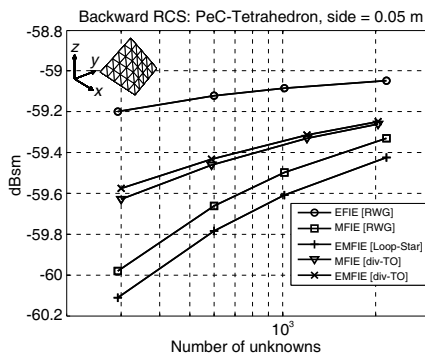 Backward RCS: PeC-Tetrahedron, side = 0.05 m
-58.8
-59
-59.2
-59.4
-59.6
-59.8
-60
-60.2
dBsm
z
y
x
EFIE [RWG]
MFIE [RWG]
EMFIE [Loop-Star]
MFIE [div-TO]
EMFIE [div-TO]
10³
Number of unknowns